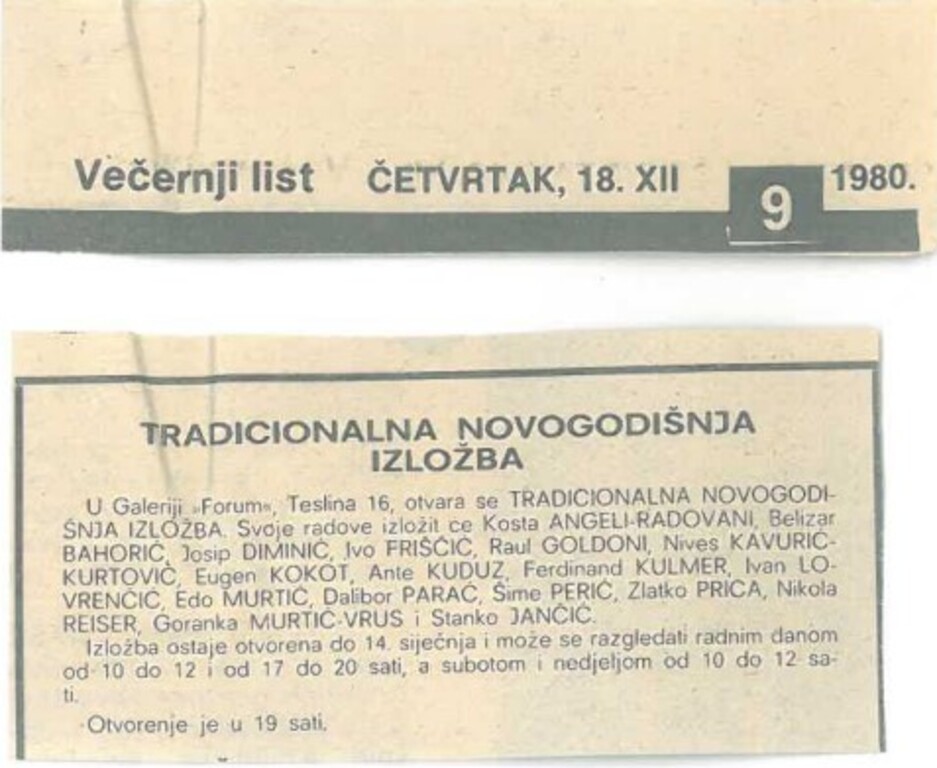 Večernji list ČETVRTAK, 18. XII 9 1980.
TRADICIONALNA NOVOGODIŠNJA
IZLOŽBA
U Galeriji »Forum«, Teslina 16, otvara se TRADICIONALNA NOVOGODI-
ŠNJA IZLOŽBA. Svoje radove izložit će Kosta ANGELI-RADOVANI, Belizar
BAHORIĆ, Josip DIMINIĆ, Ivo FRIŠČIĆ, Raul GOLDONI, Nives KAVURIĆ-
KURTOVIĆ, Eugen KOKOT, Ante KUDUZ, Ferdinand KULMER, Ivan LO-
VRENČIĆ, Edo MURTIĆ, Dalibor PARAĆ, Šime PERIĆ, Zlatko PRICA, Nikola
REISER, Goranka MURTIĆ-VRUS i Stanko JANČIĆ.
Izložba ostaje otvorena do 14. siječnja i može se razgledati radnim danom
od 10 do 12 i od 17 do 20 sati, a subotom i nedjeljom od 10 do 12 sa-
ti.
Otvorenje je u 19 sati.